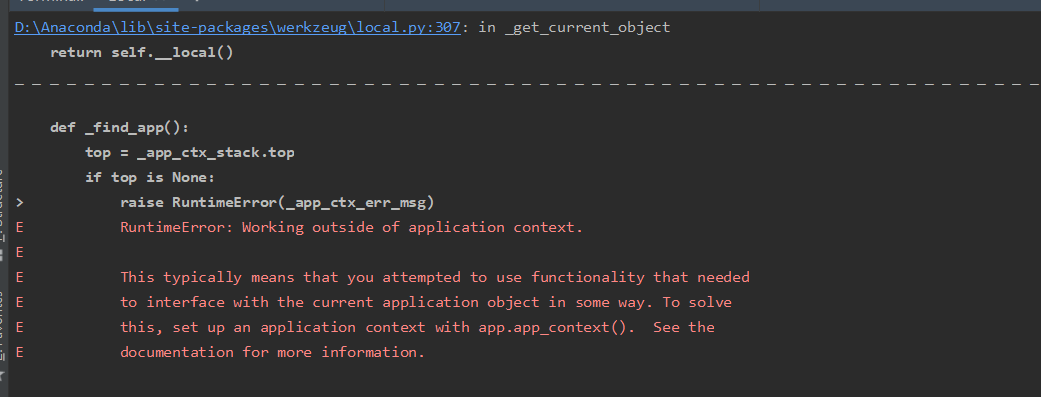 Local
D:\Anaconda\lib\site-packages\werkzeug\local.py:307: in _get_current_object
    return self.__local()
_ _ _ _ _ _ _ _ _ _ _ _ _ _ _ _ _ _ _ _ _ _ _ _ _ _ _ _ _ _ _ _ _ _ _ _ _ _ _ _ _ _ _ _ _ _ _ _ _ _ _ _ _ _ _ _ _ _ _
    def _find_app():
        top = _app_ctx_stack.top
        if top is None:
>           raise RuntimeError(_app_ctx_err_msg)
E           RuntimeError: Working outside of application context.
E
E           This typically means that you attempted to use functionality that needed
E           to interface with the current application object in some way. To solve
E           this, set up an application context with app.app_context().  See the
E           documentation for more information.